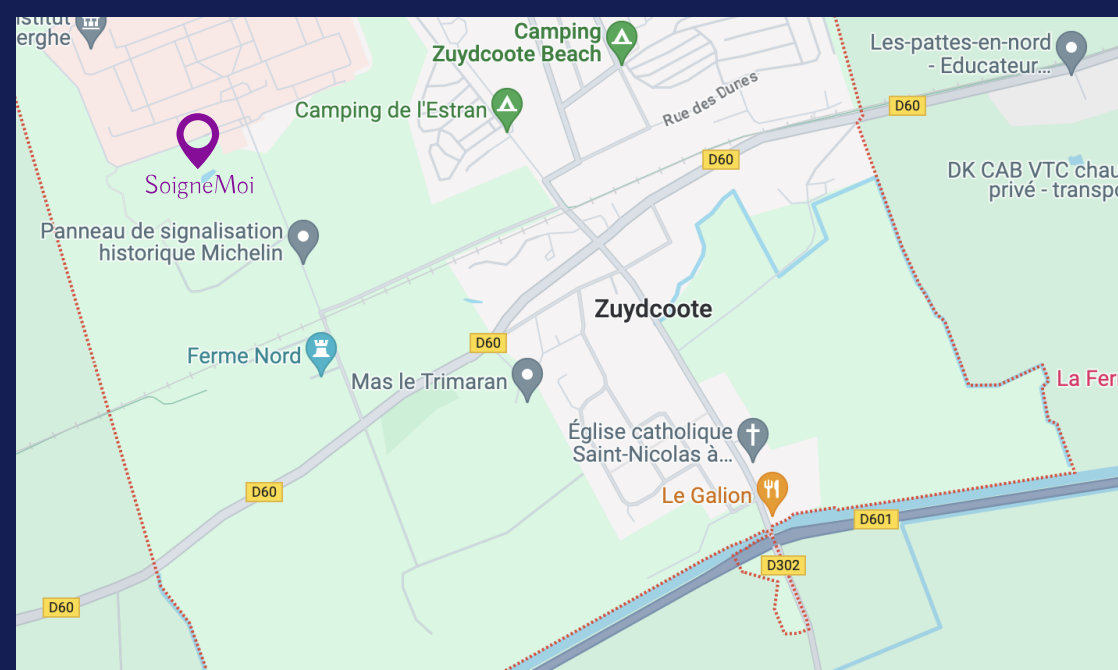 erghe
Camping
Zuydcoote Beach
Les-pattes-en-nord
- Educateur...
Camping de l'Estran
Rue des Dunes
D60
D60
DK CAB VTC chau
privé - transpo
SoigneMoi
Panneau de signalisation
historique Michelin
Zuydcoote
D60
Ferme Nord
Mas le Trimaran
La Fer
Église catholique
Saint-Nicolas à...
Le Galion
D60
D601
D302
D60